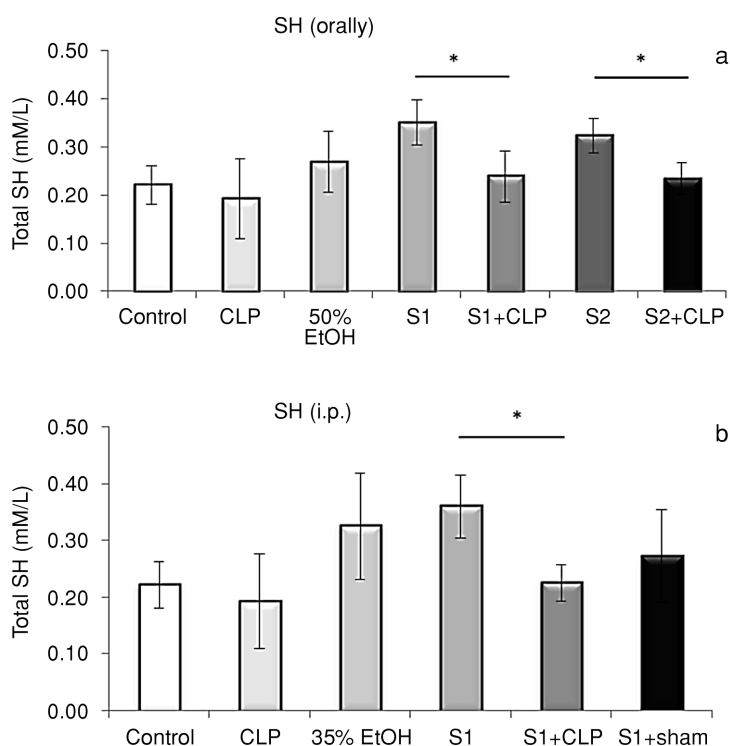 SH (orally)
a
*
*
Total SH (mM/L)
0.50
0.40
0.30
0.20
0.10
0.00
Control CLP 50% S1 S1+CLP S2 S2+CLP
EtOH
SH (i.p.)
b
*
Total SH (mM/L)
0.50
0.40
0.30
0.20
0.10
0.00
Control CLP 35% EtOH S1 S1+CLP S1+sham